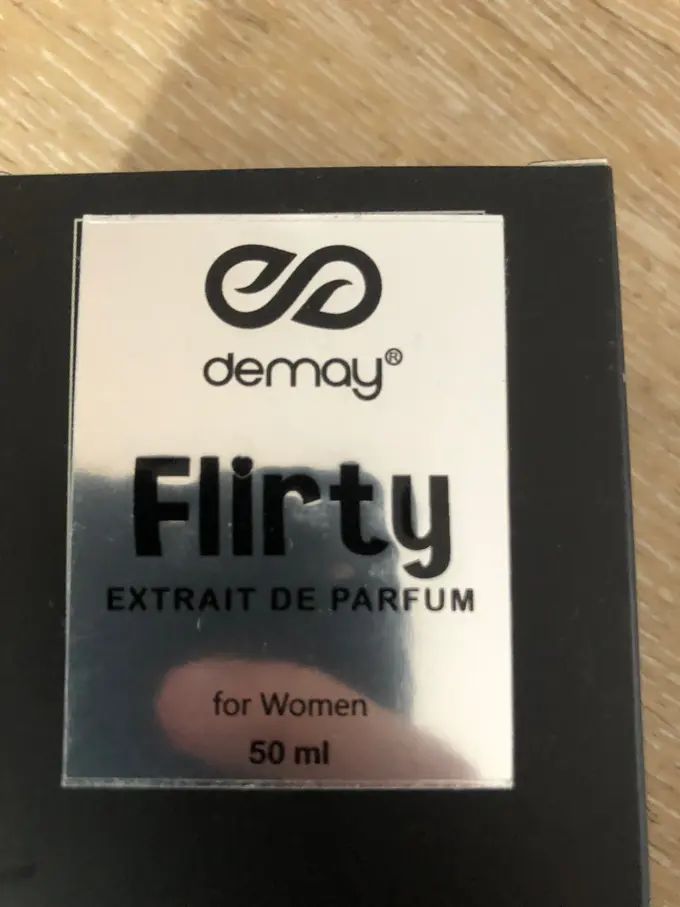 demay®
Flirty
EXTRAIT DE PARFUM
for Women
50 ml